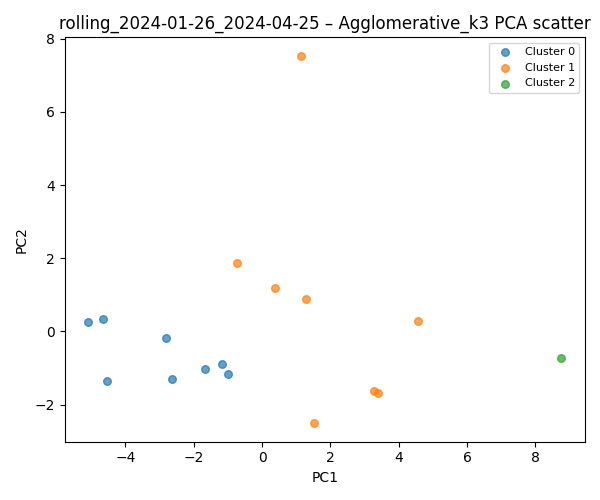 rolling_2024-01-26_2024-04-25 – Agglomerative_k3 PCA scatter
Cluster 0
Cluster 1
Cluster 2
8
6
4
2
0
−2
PC2
−4
−2
0
2
4
6
8
PC1